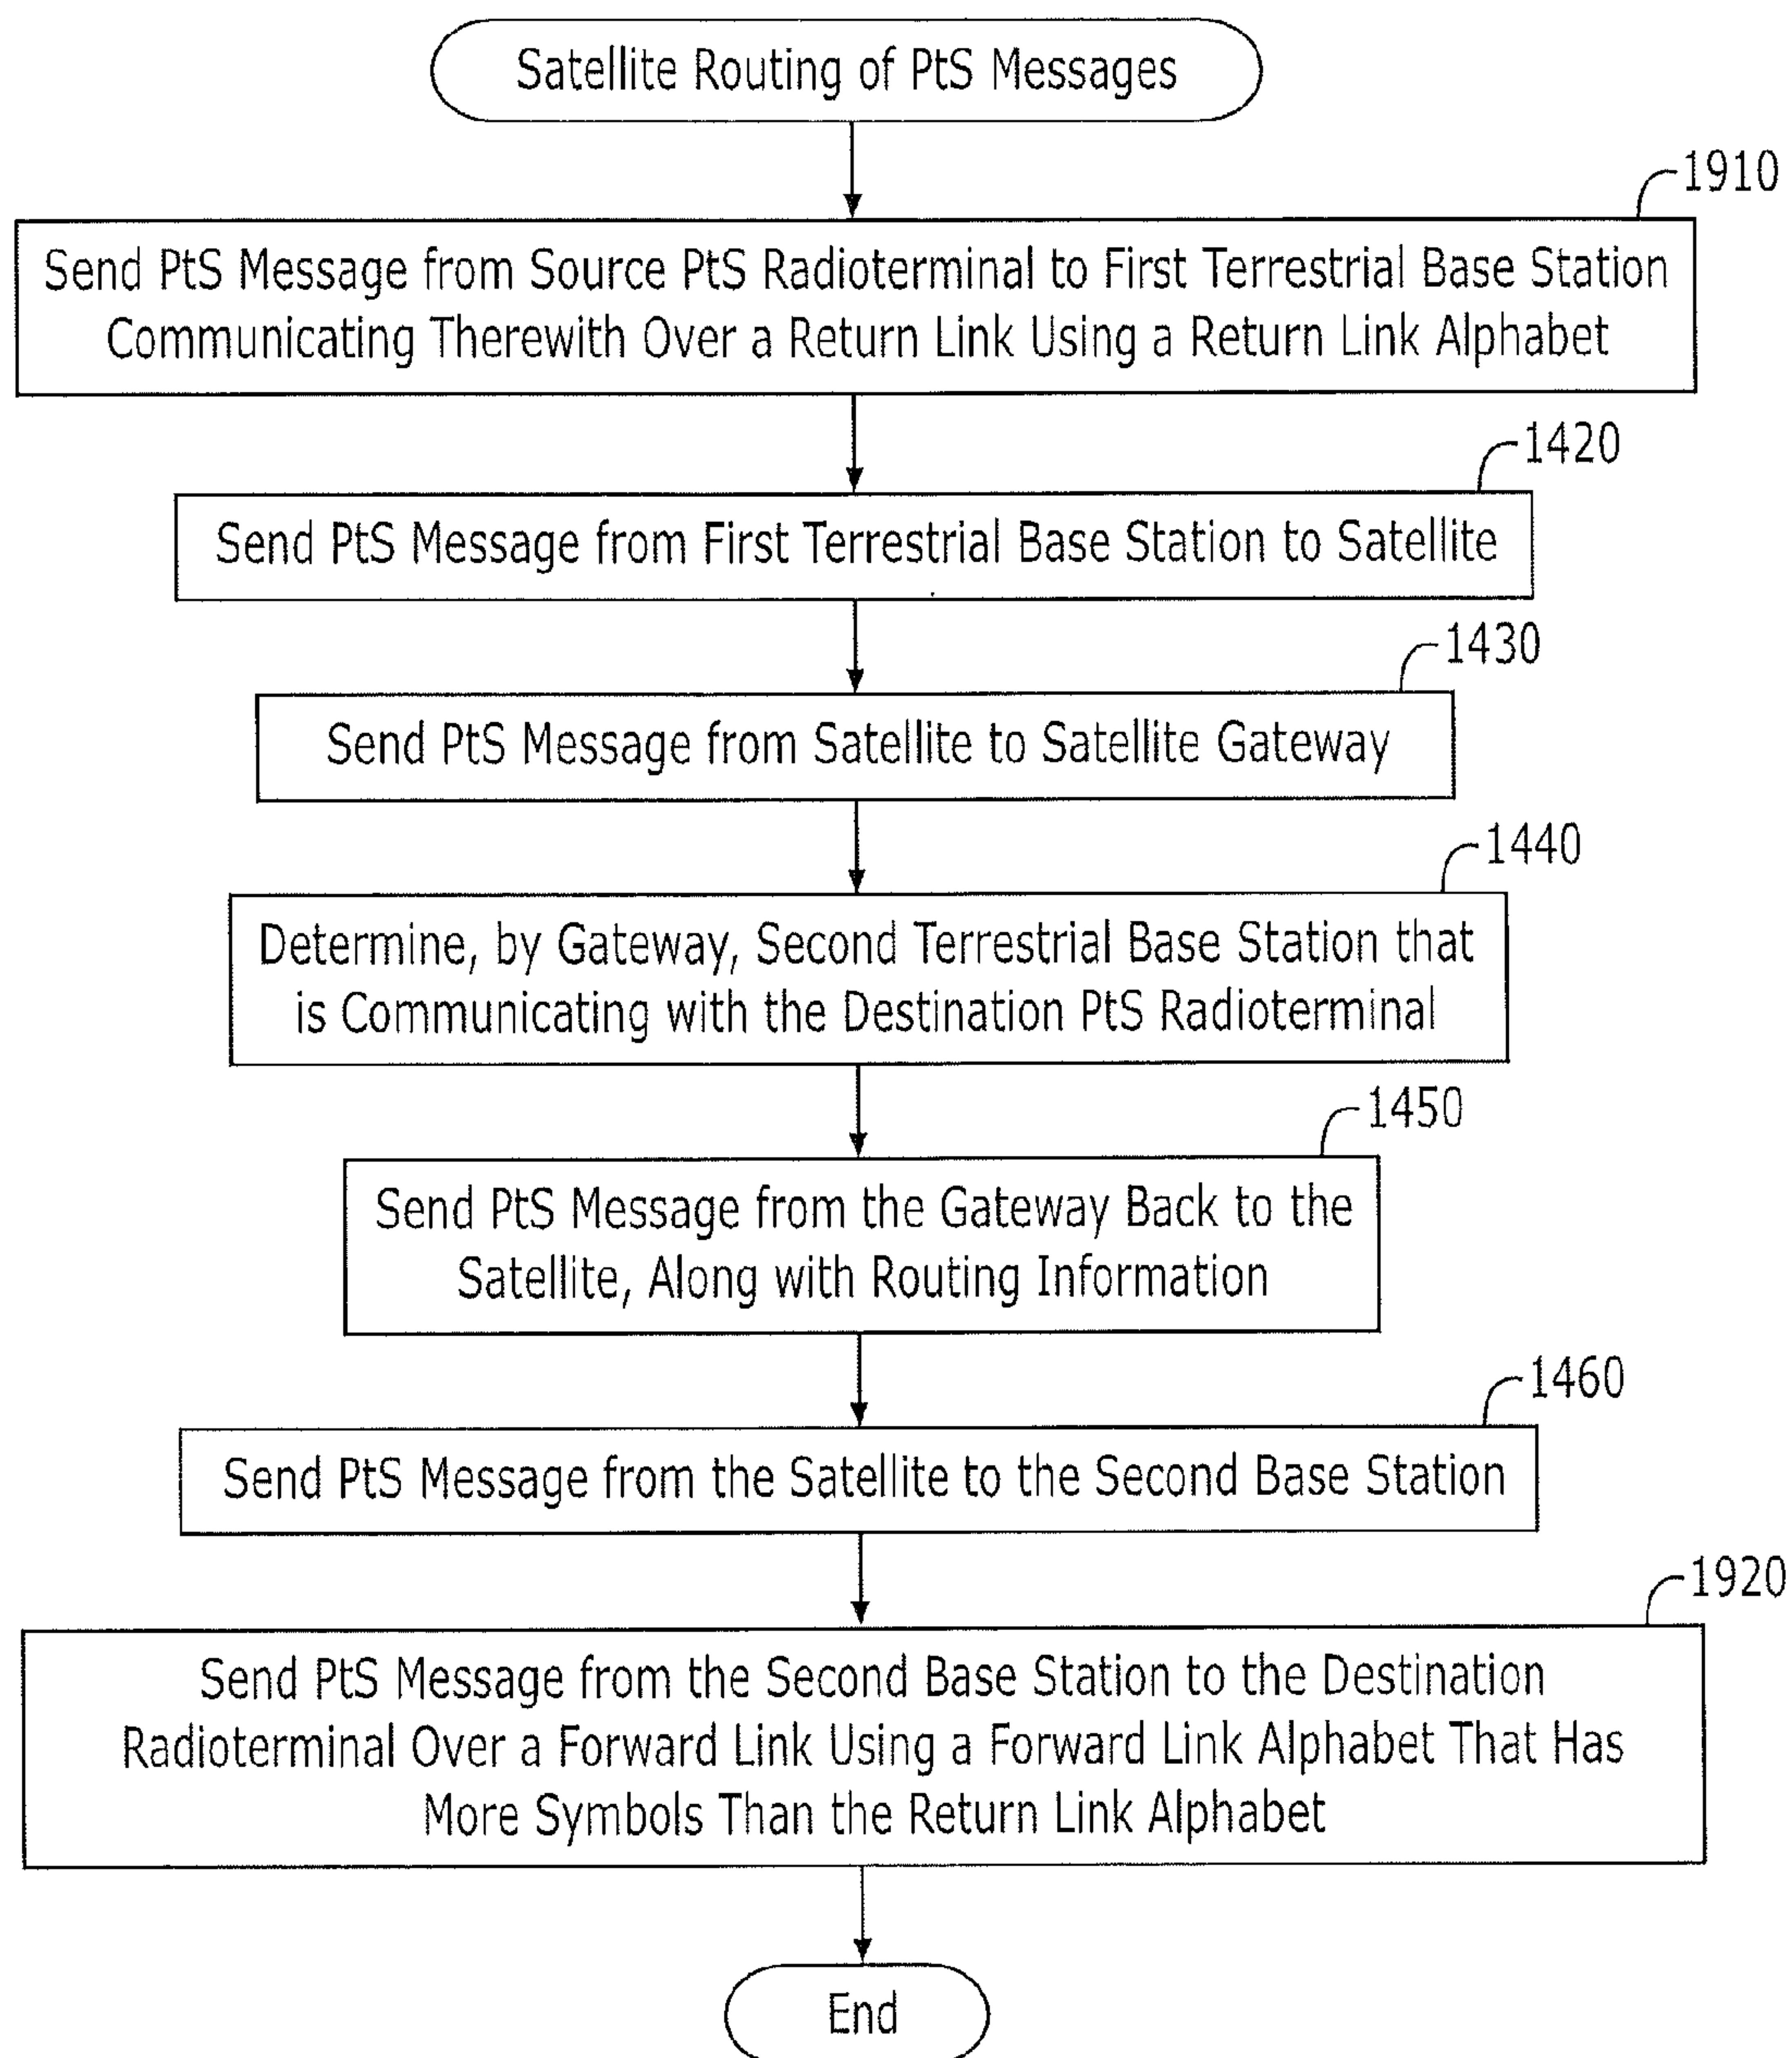 Satellite Routing of PtS Messages
1910
Send PtS Message from Source PtS Radioterminal to First Terrestrial Base Station
Communicating Therewith Over a Return Link Using a Return Link Alphabet
1420
Send PtS Message from First Terrestrial Base Station to Satellite
1430
Send PtS Message from Satellite to Satellite Gateway
1440
Determine, by Gateway, Second Terrestrial Base Station that
is Communicating with the Destination PtS Radioterminal
1450
Send PtS Message from the Gateway Back to the
Satellite, Along with Routing Information
1460
Send PtS Message from the Satellite to the Second Base Station
1920
Send PtS Message from the Second Base Station to the Destination
Radioterminal Over a Forward Link Using a Forward Link Alphabet That Has
More Symbols Than the Return Link Alphabet
End